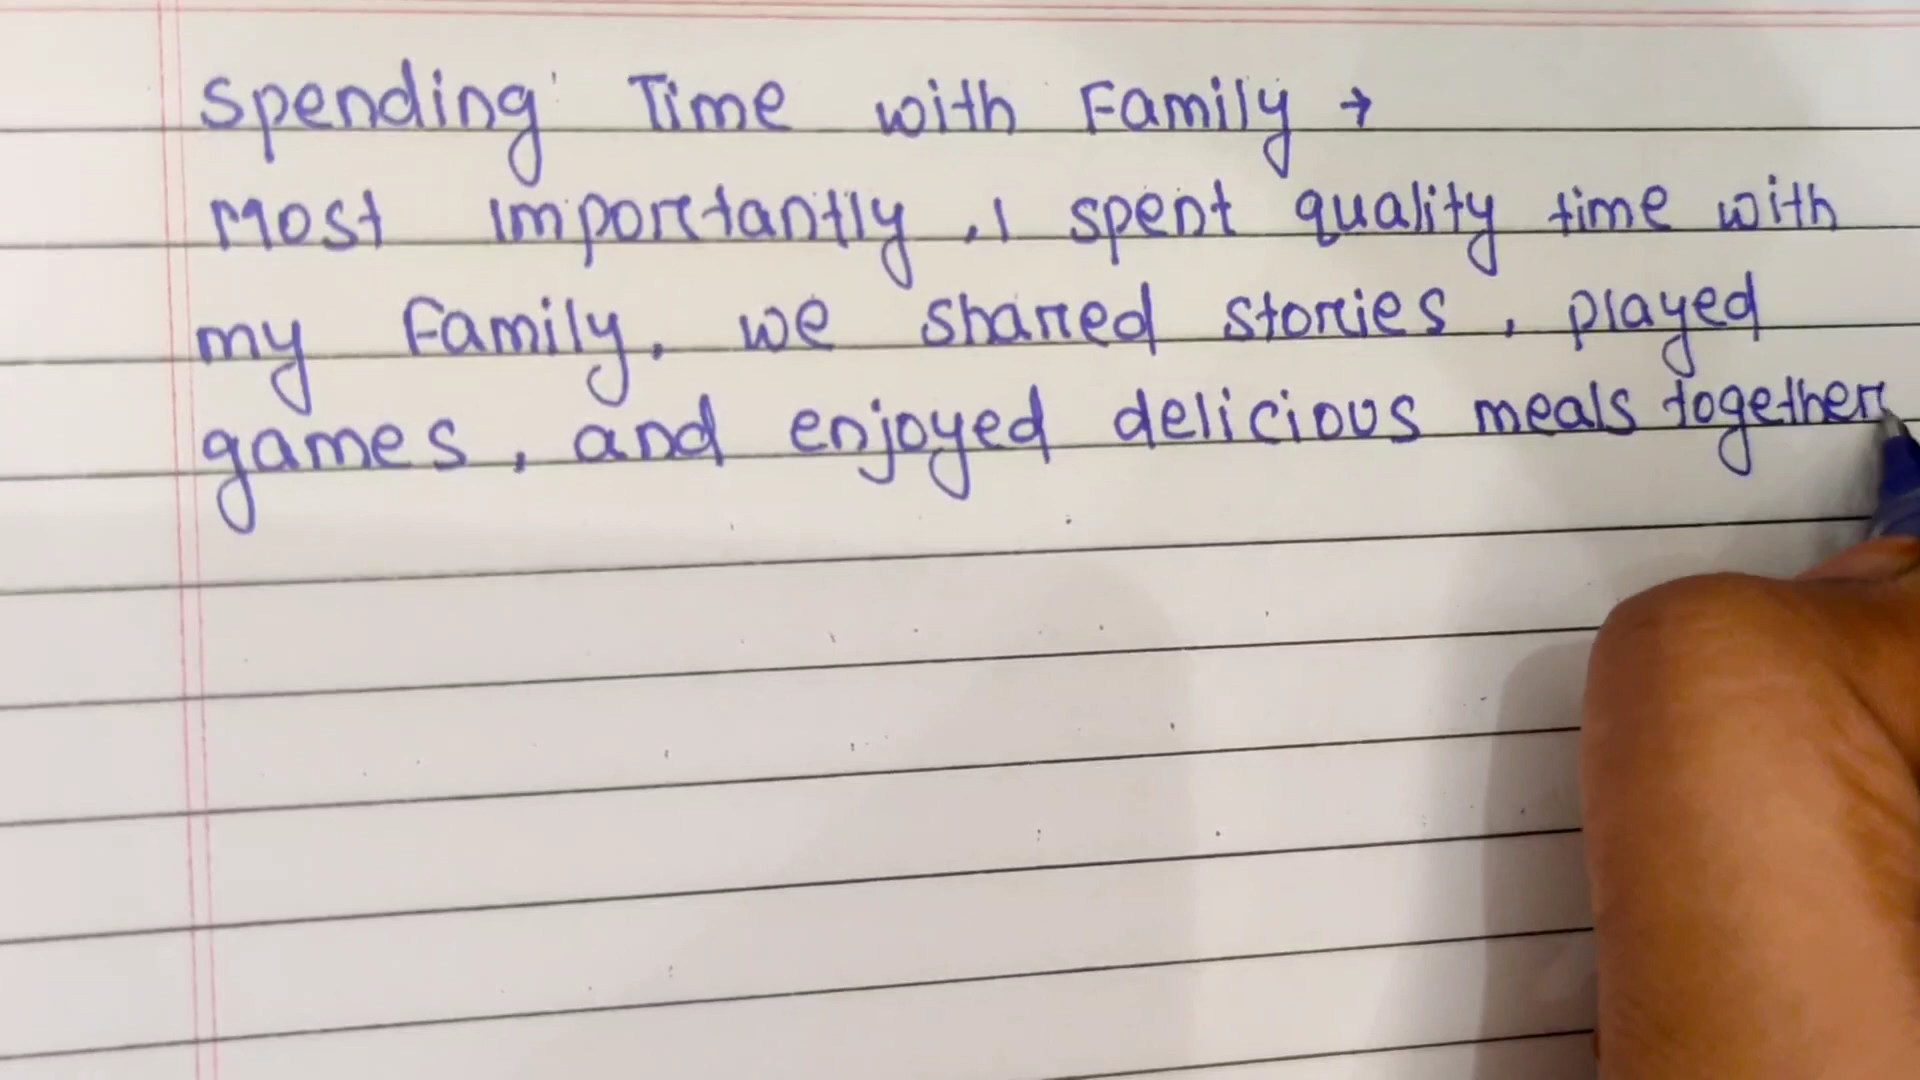 Spending Time with Family →
Most importantly, I spent quality time with
my Family. we shared stories, played
games, and enjoyed delicious meals together